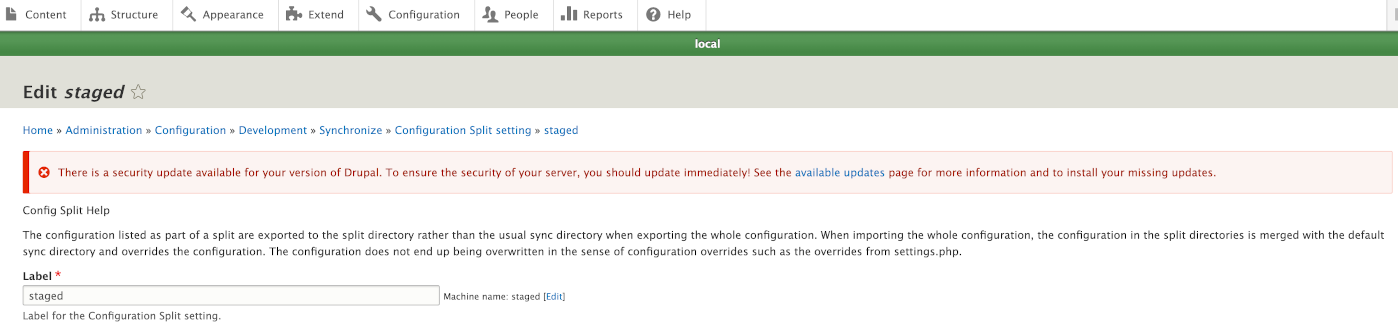 Content Structure Appearance Extend Configuration People Reports Help
local
Edit staged
Home » Administration » Configuration » Development » Synchronize » Configuration Split setting » staged
There is a security update available for your version of Drupal. To ensure the security of your server, you should update immediately! See the available updates page for more information and to install your missing updates.
Config Split Help
The configuration listed as part of a split are exported to the split directory rather than the usual sync directory when exporting the whole configuration. When importing the whole configuration, the configuration in the split directories is merged with the default
sync directory and overrides the configuration. The configuration does not end up being overwritten in the sense of configuration overrides such as the overrides from settings.php.
Label *
staged Machine name: staged [Edit]
Label for the Configuration Split setting.